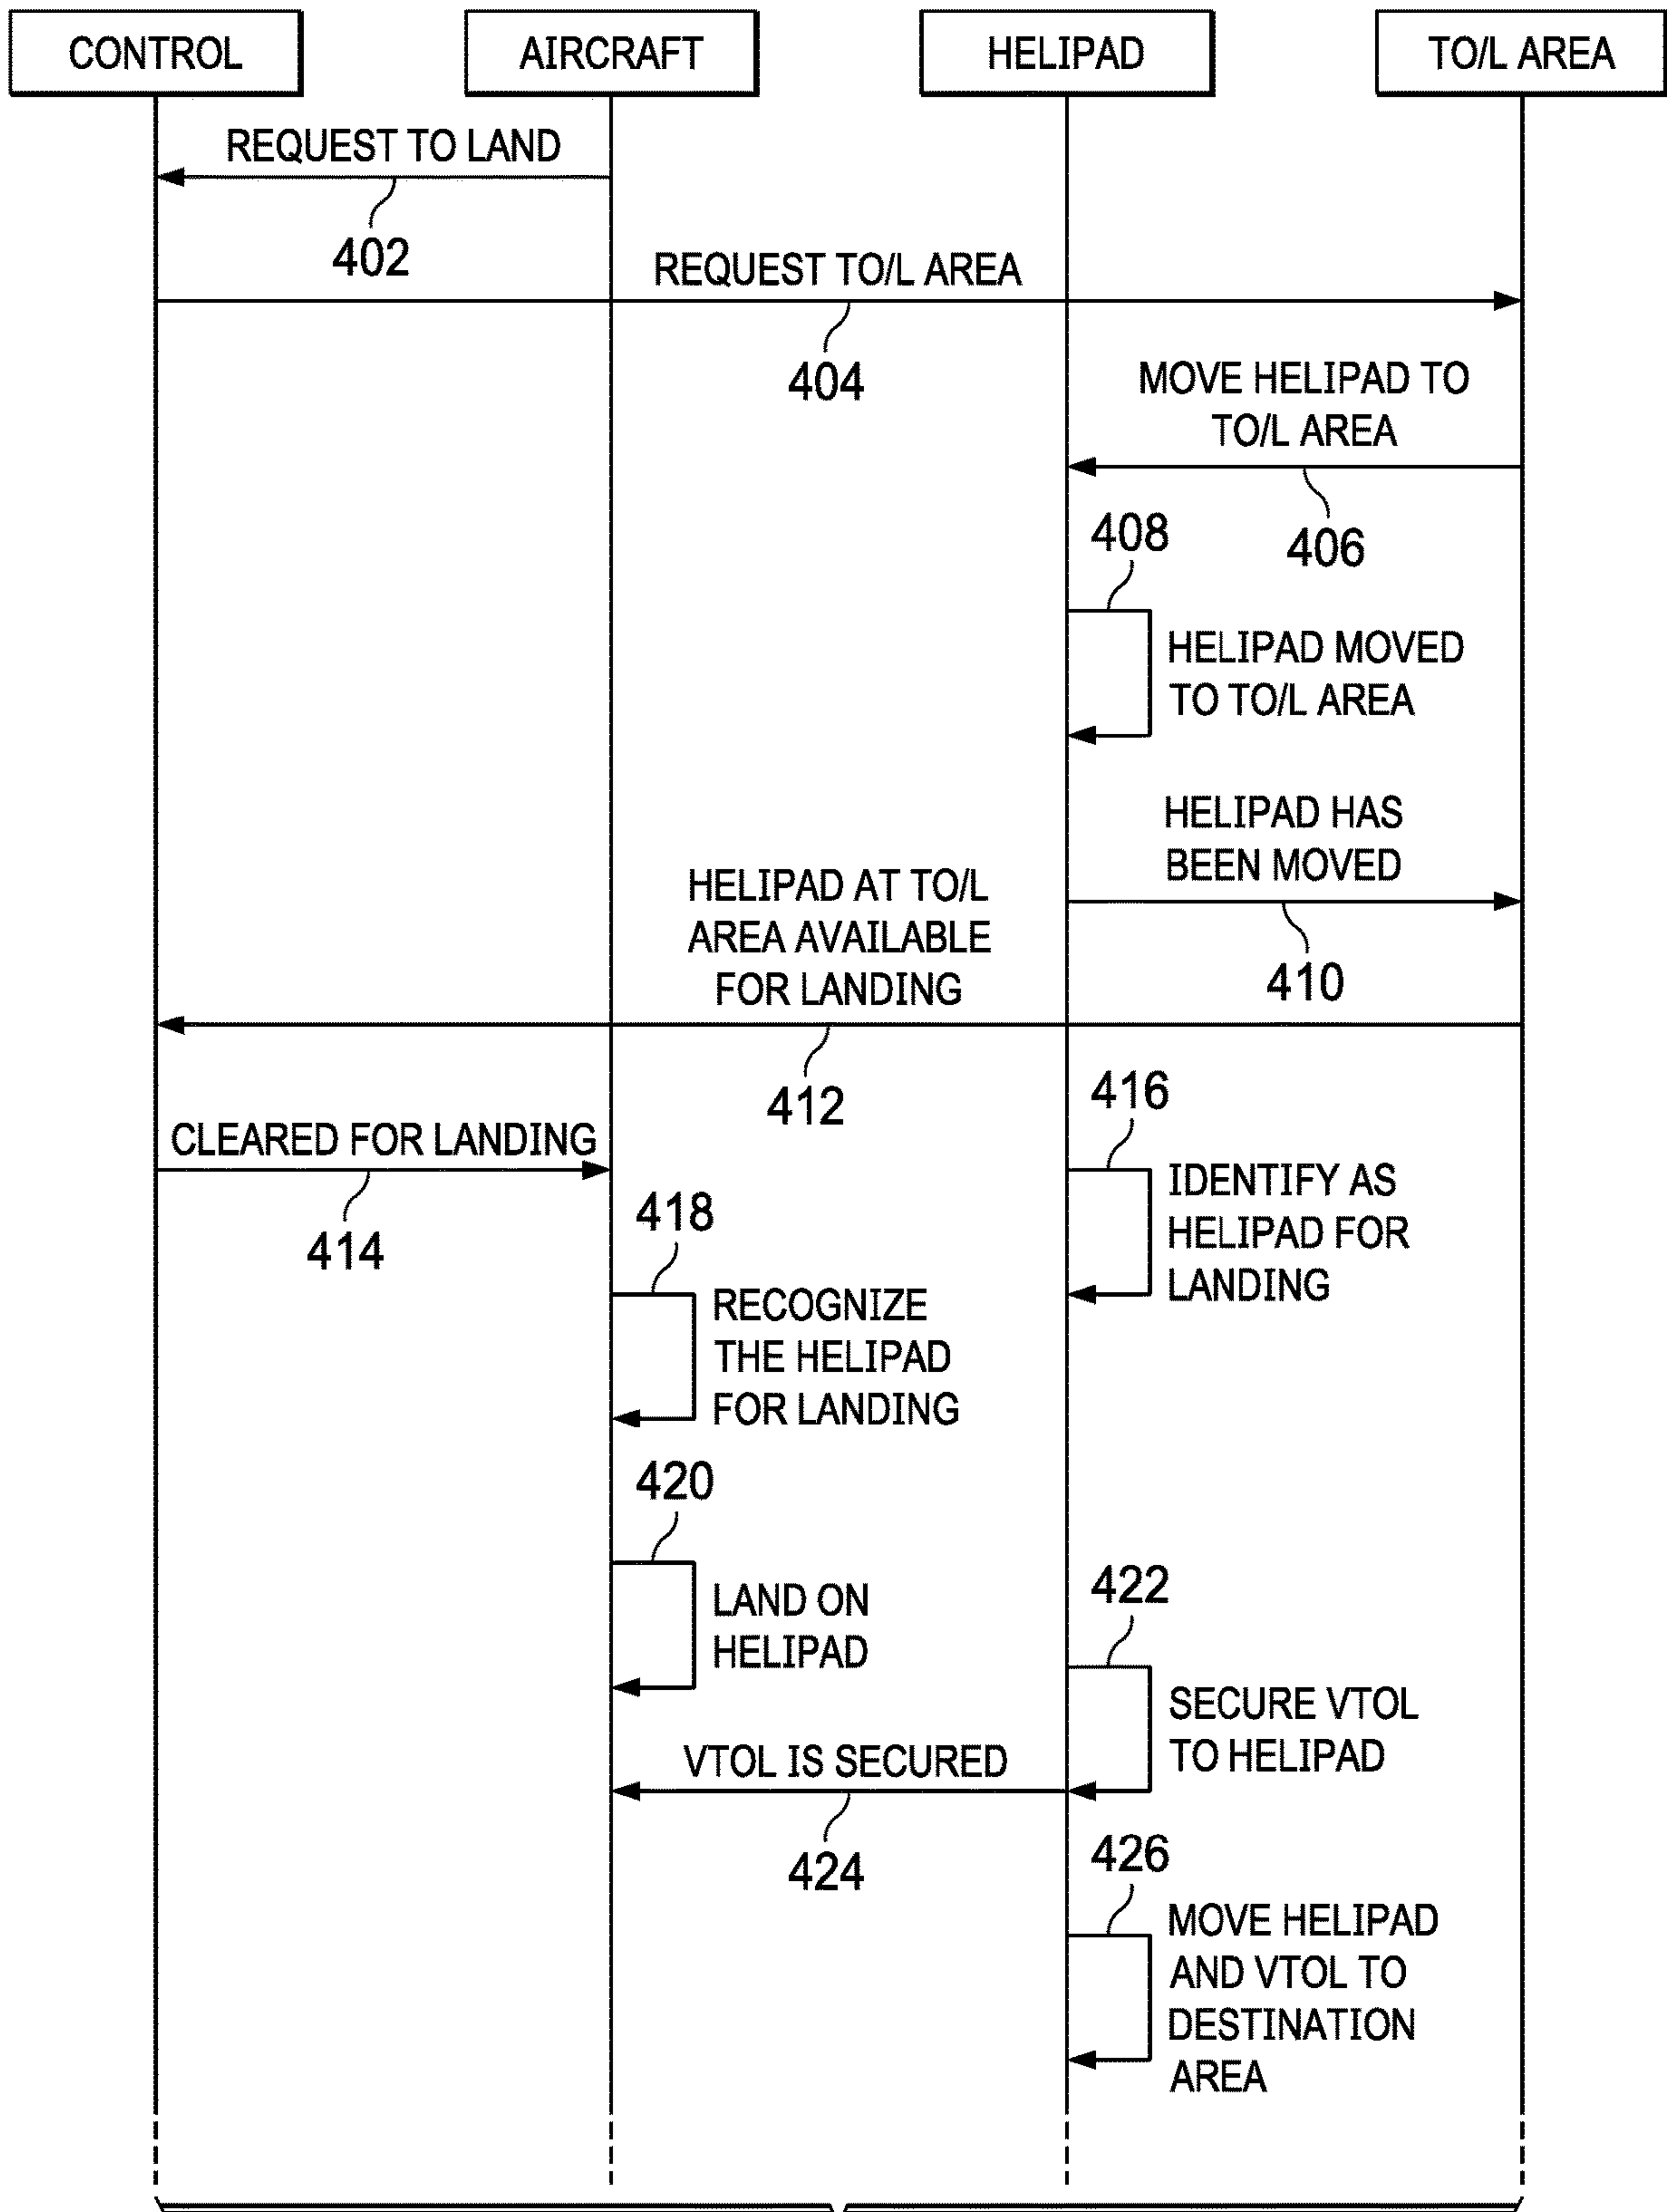 CONTROL
AIRCRAFT
HELIPAD
TO/L AREA
REQUEST TO LAND
402
REQUEST TO/L AREA
404
MOVE HELIPAD TO
TO/L AREA
406
408
HELIPAD MOVED
TO TO/L AREA
HELIPAD HAS
BEEN MOVED
410
HELIPAD AT TO/L
AREA AVAILABLE
FOR LANDING
412
CLEARED FOR LANDING
414
416
IDENTIFY AS
HELIPAD FOR
LANDING
418
RECOGNIZE
THE HELIPAD
FOR LANDING
420
LAND ON
HELIPAD
422
SECURE VTOL
TO HELIPAD
VTOL IS SECURED
424
426
MOVE HELIPAD
AND VTOL TO
DESTINATION
AREA